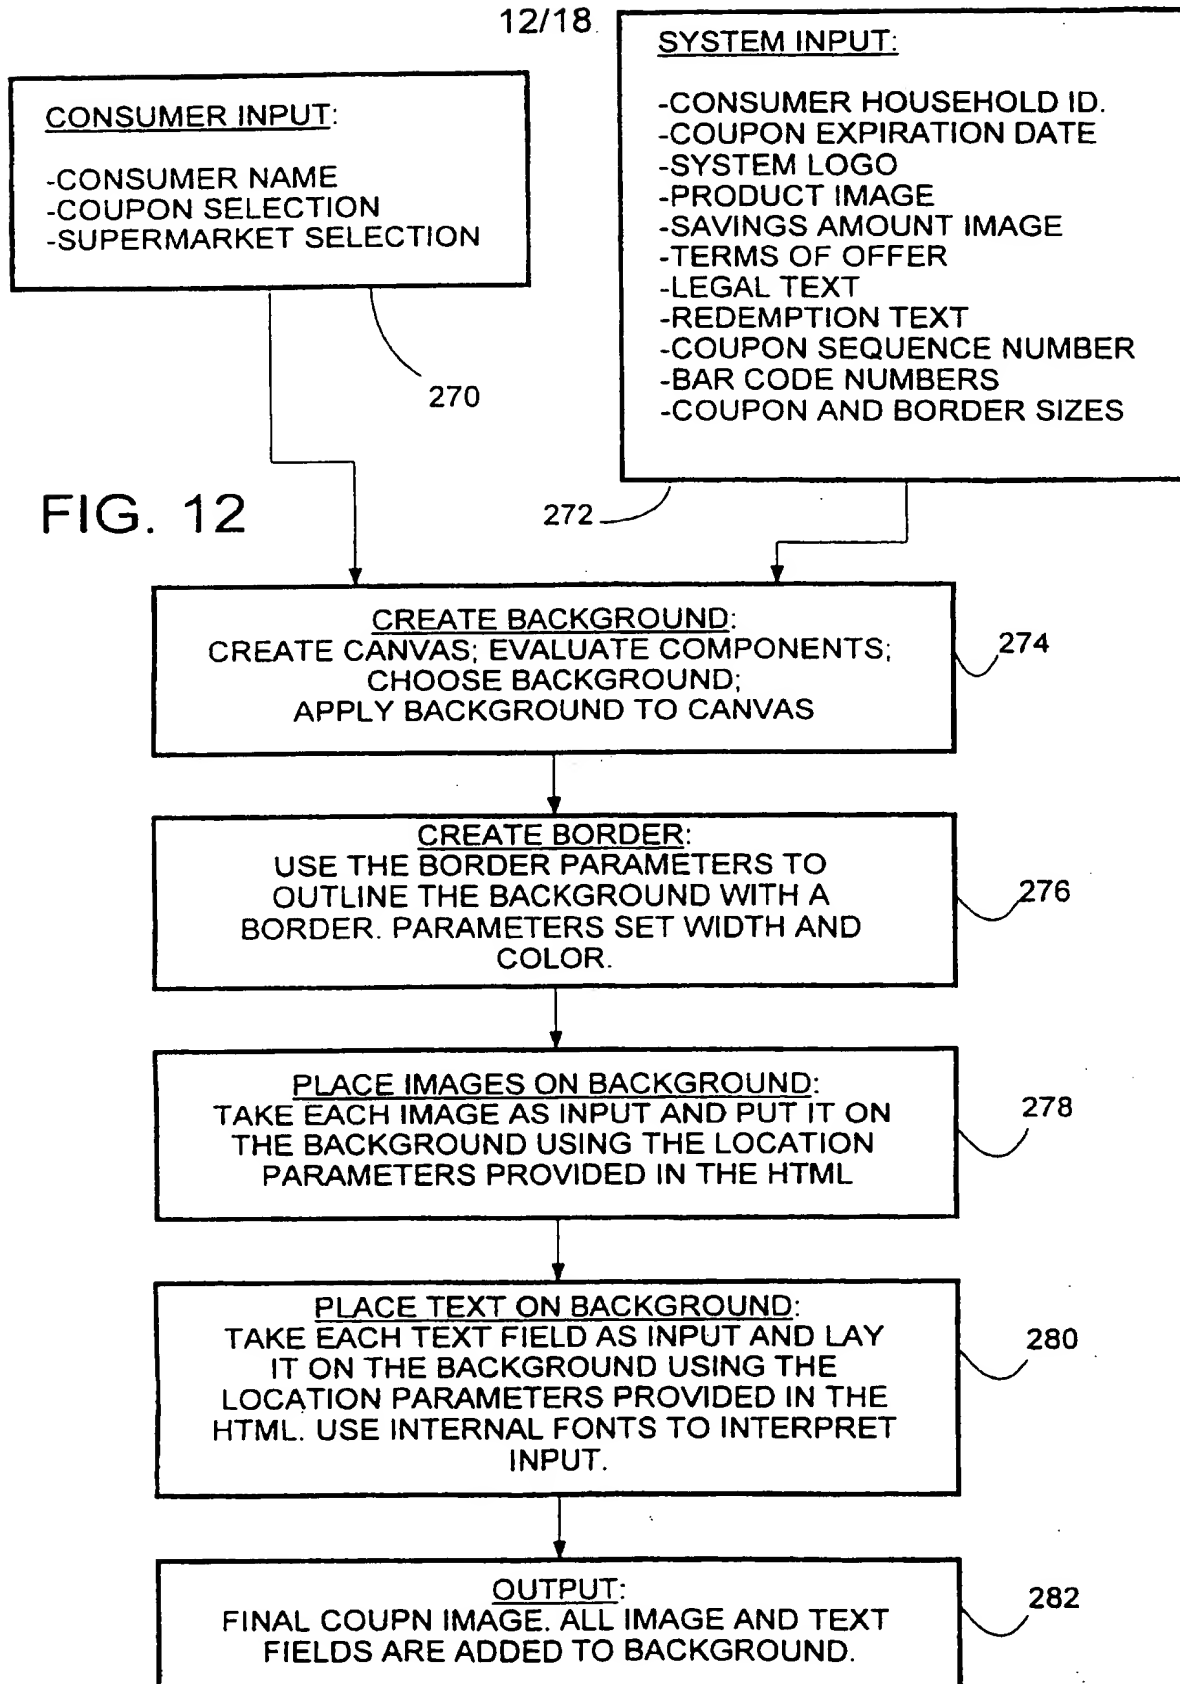 12/18
CONSUMER INPUT:
-CONSUMER NAME
-COUPON SELECTION
-SUPERMARKET SELECTION
270
SYSTEM INPUT:
-CONSUMER HOUSEHOLD ID.
-COUPON EXPIRATION DATE
-SYSTEM LOGO
-PRODUCT IMAGE
-SAVINGS AMOUNT IMAGE
-TERMS OF OFFER
-LEGAL TEXT
-REDEMPTION TEXT
-COUPON SEQUENCE NUMBER
-BAR CODE NUMBERS
-COUPON AND BORDER SIZES
272
FIG. 12
CREATE BACKGROUND:
CREATE CANVAS; EVALUATE COMPONENTS;
CHOOSE BACKGROUND;
APPLY BACKGROUND TO CANVAS
274
CREATE BORDER:
USE THE BORDER PARAMETERS TO
OUTLINE THE BACKGROUND WITH A
BORDER. PARAMETERS SET WIDTH AND
COLOR.
276
PLACE IMAGES ON BACKGROUND:
TAKE EACH IMAGE AS INPUT AND PUT IT ON
THE BACKGROUND USING THE LOCATION
PARAMETERS PROVIDED IN THE HTML
278
PLACE TEXT ON BACKGROUND:
TAKE EACH TEXT FIELD AS INPUT AND LAY
IT ON THE BACKGROUND USING THE
LOCATION PARAMETERS PROVIDED IN THE
HTML. USE INTERNAL FONTS TO INTERPRET
INPUT.
280
OUTPUT:
FINAL COUPN IMAGE. ALL IMAGE AND TEXT
FIELDS ARE ADDED TO BACKGROUND.
282